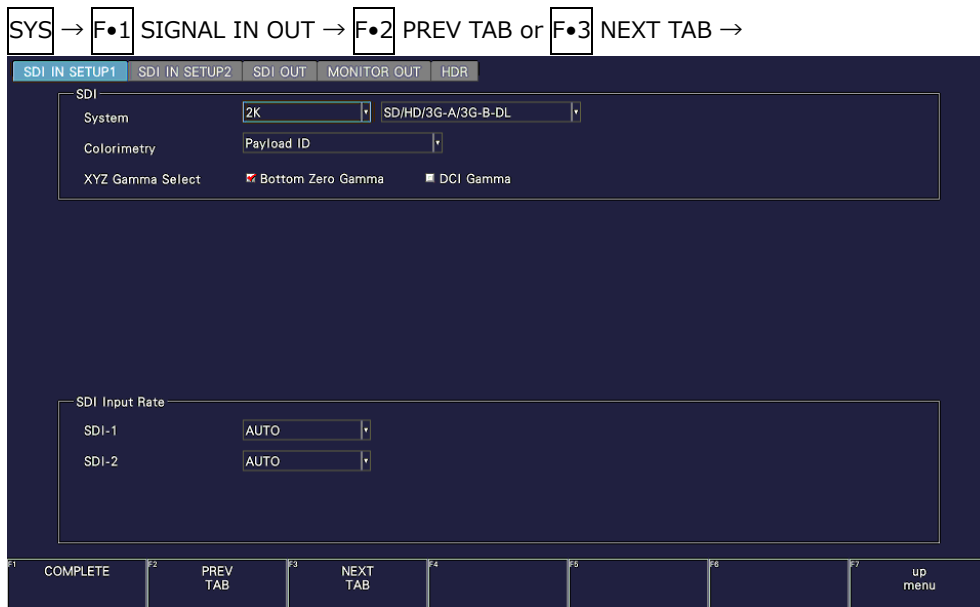 SYS → F•1 SIGNAL IN OUT → F•2 PREV TAB or F•3 NEXT TAB →
SDI IN SETUP1 SDI IN SETUP2 SDI OUT MONITOR OUT HDR
SDI
System 2K SD/HD/3G-A/3G-B-DL
Colorimetry Payload ID
XYZ Gamma Select Bottom Zero Gamma DCI Gamma
SDI Input Rate
SDI-1 AUTO
SDI-2 AUTO
F1 COMPLETE F2 PREV TAB F3 NEXT TAB F4 F5 F6 F7 up menu